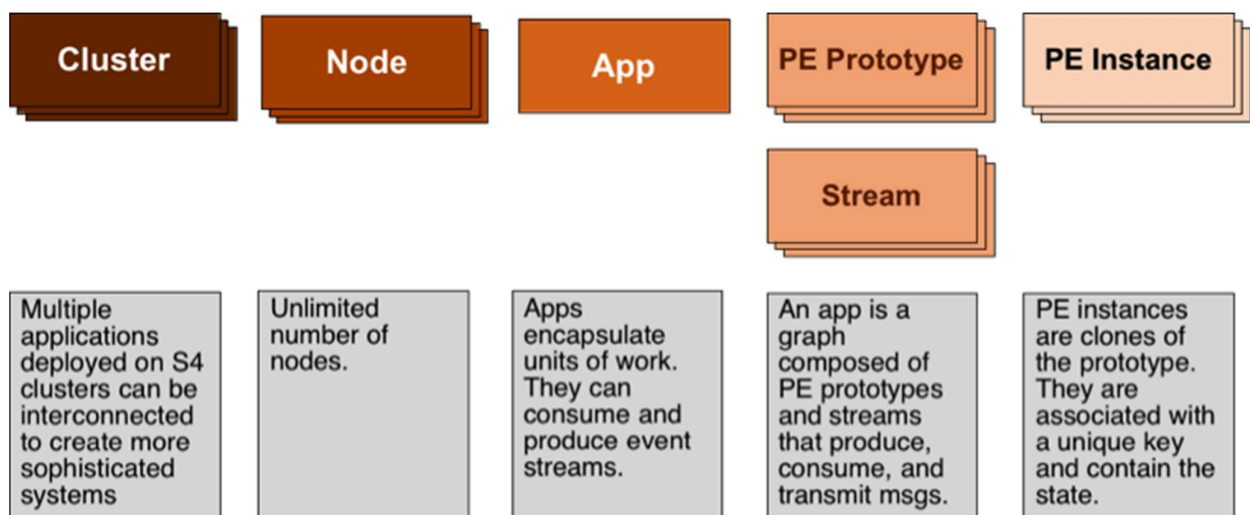 Cluster
Node
App
PE Prototype
PE Instance
Stream
Multiple
applications
deployed on S4
clusters can be
interconnected
to create more
sophisticated
systems
Unlimited
number of
nodes.
Apps
encapsulate
units of work.
They can
consume and
produce event
streams.
An app is a
graph
composed of
PE prototypes
and streams
that produce,
consume, and
transmit msgs.
PE instances
are clones of
the prototype.
They are
associated with
a unique key
and contain the
state.